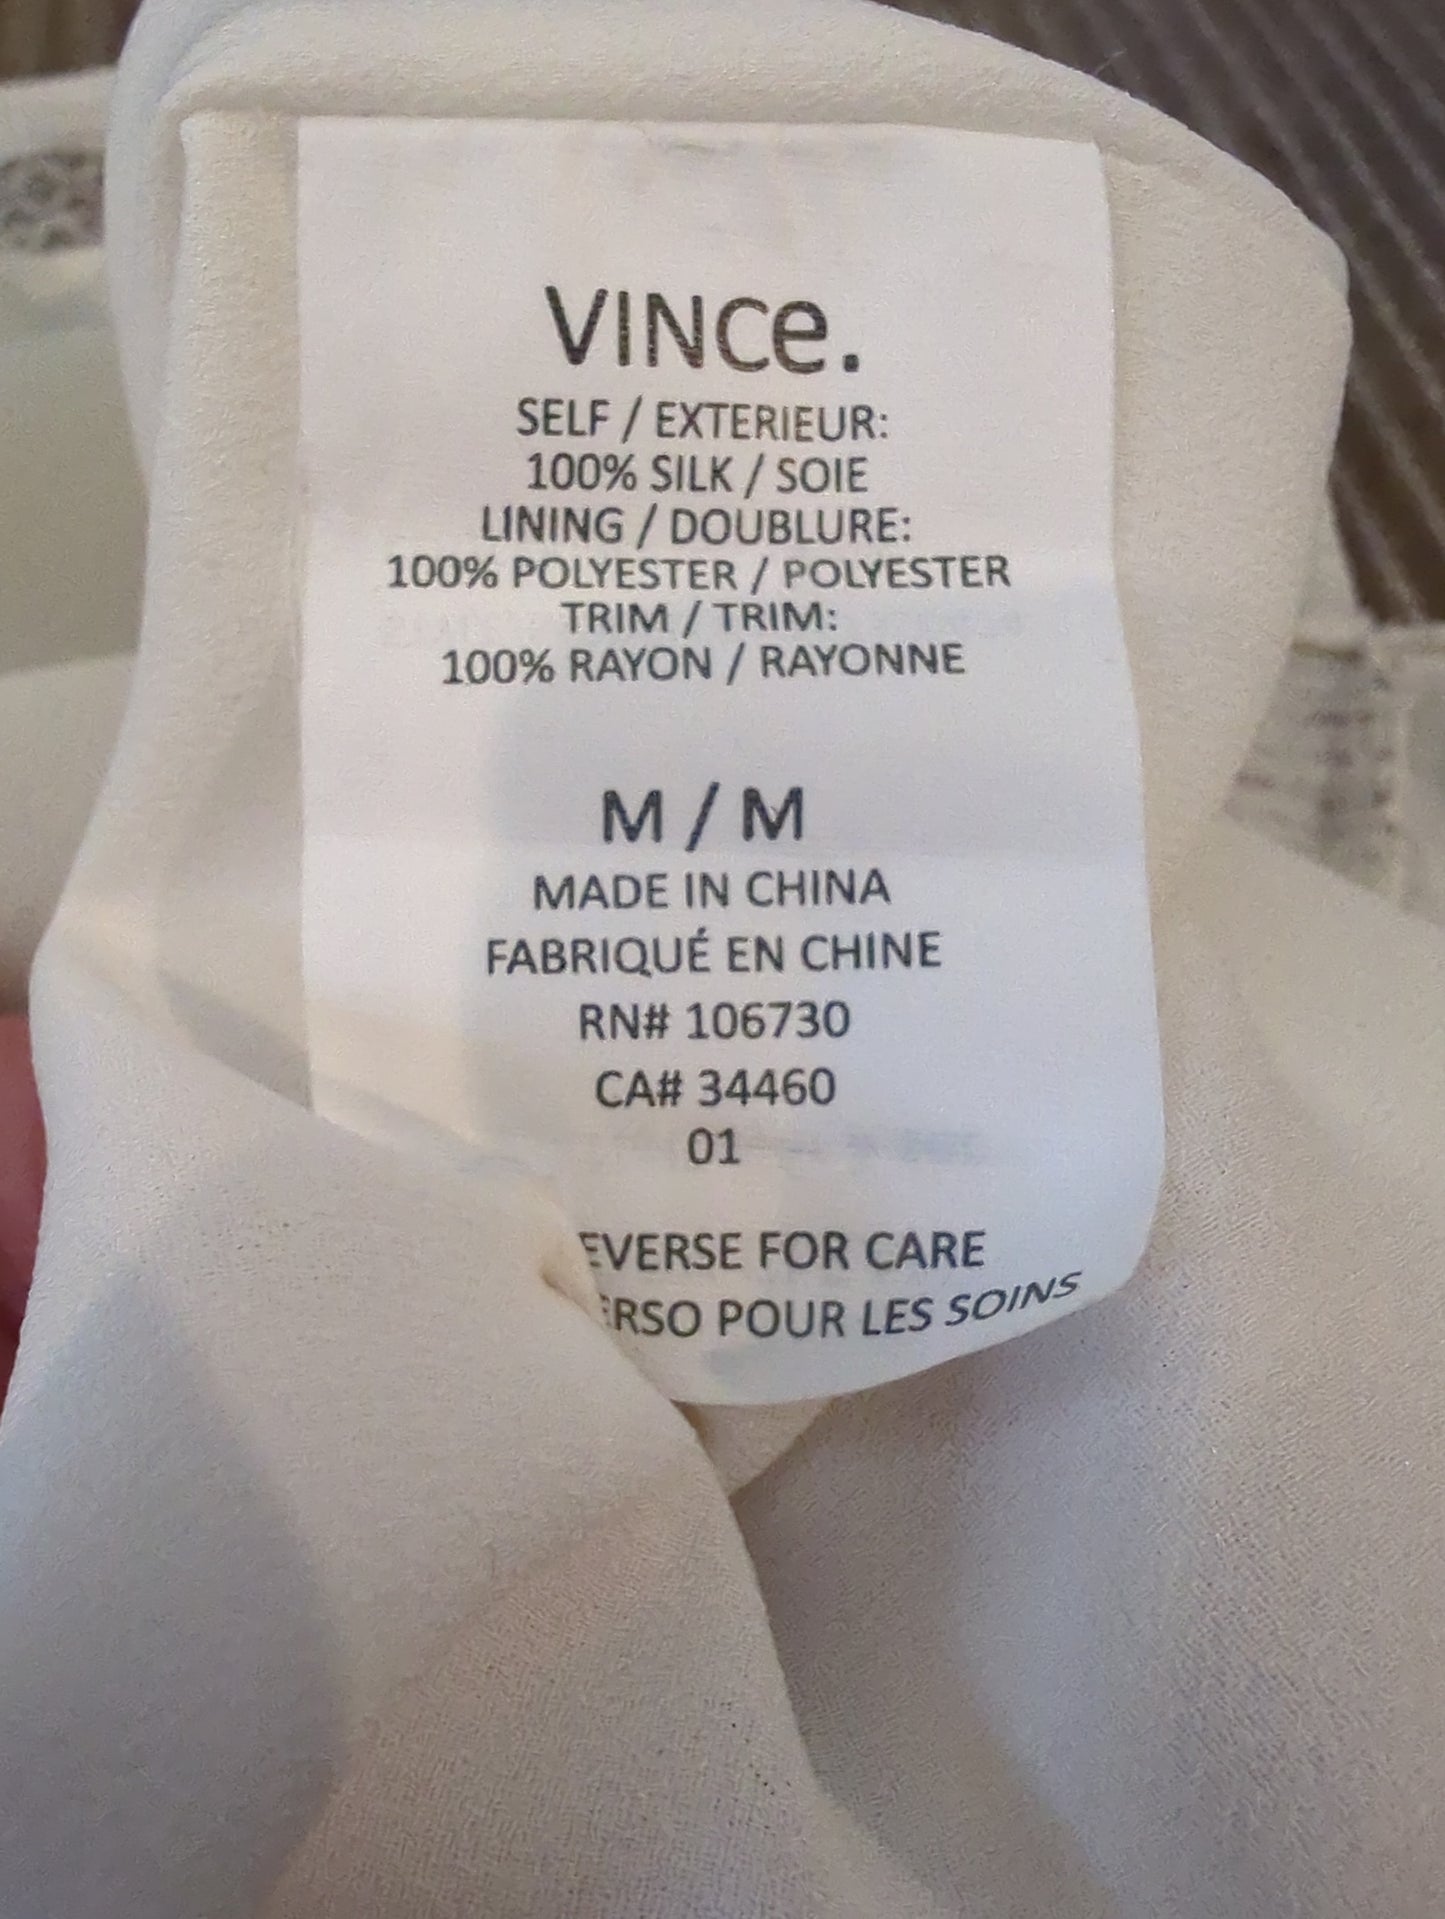 VINCe.
SELF / EXTERIEUR:
100% SILK / SOIE
LINING / DOUBLURE:
100% POLYESTER / POLYESTER
TRIM / TRIM:
100% RAYON / RAYONNE
M / M
MADE IN CHINA
FABRIQUÉ EN CHINE
RN# 106730
CA# 34460
01
EVERSE FOR CARE
ERSO POUR LES SOINS